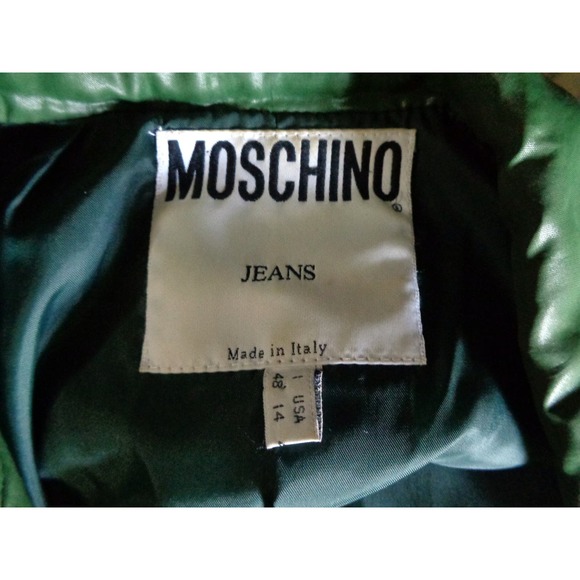 MOSCHINO
®
JEANS
Made in Italy
I USA
48 14